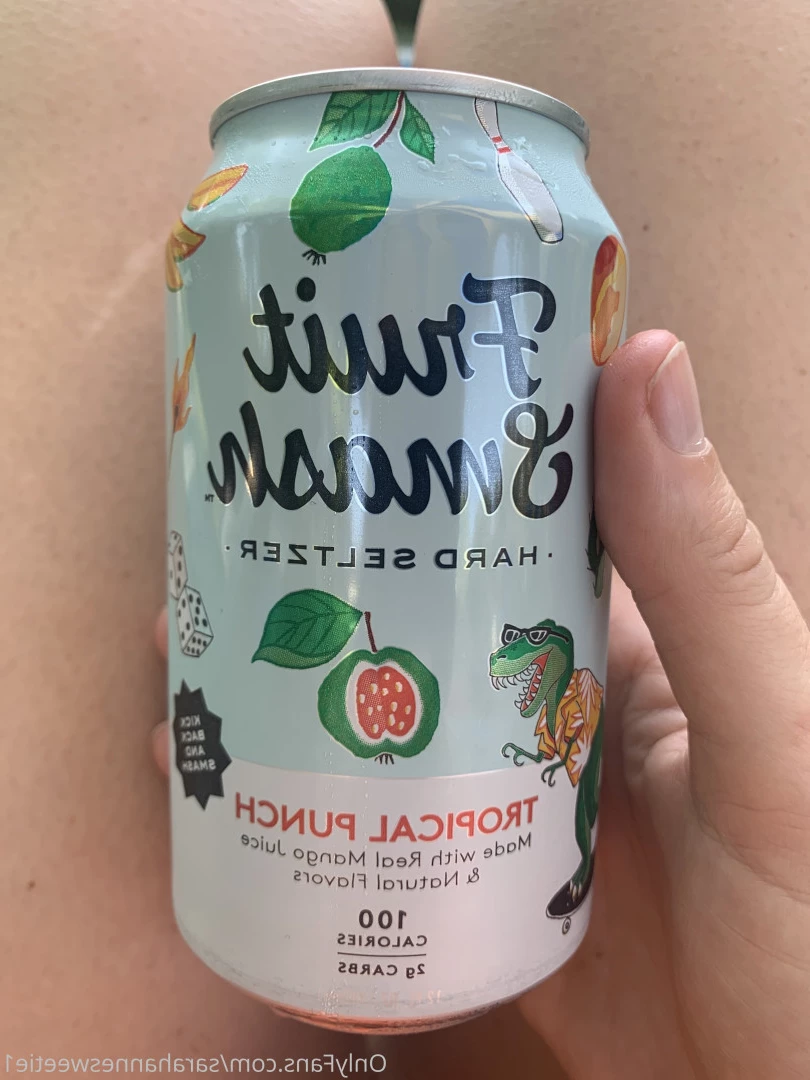 Fruit
Smash™
·HARD SELTZER·
KICK
BACK
AND
SMASH
TROPICAL PUNCH
Made with Real Mango Juice
& Natural Flavors
100
CALORIES
2g CARBS
OnlyFans.com/sarahannesweetie1